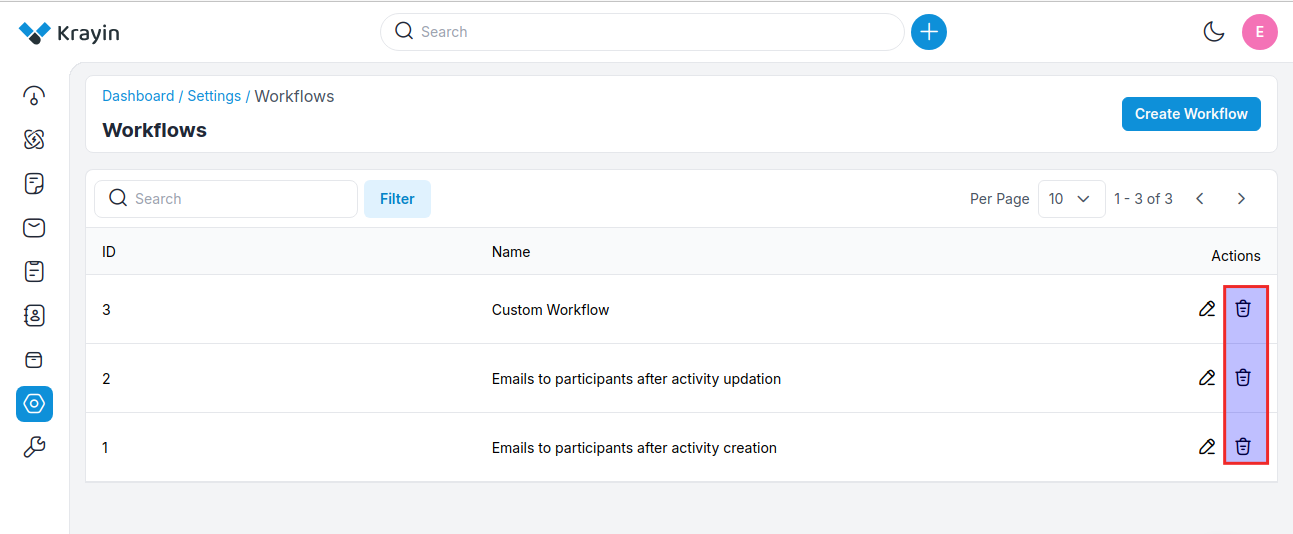 Krayin
Search
E
Dashboard / Settings / Workflows
Workflows
Create Workflow
Search
Filter
Per Page
10
1 - 3 of 3
ID
Name
Actions
3
Custom Workflow
2
Emails to participants after activity updation
1
Emails to participants after activity creation